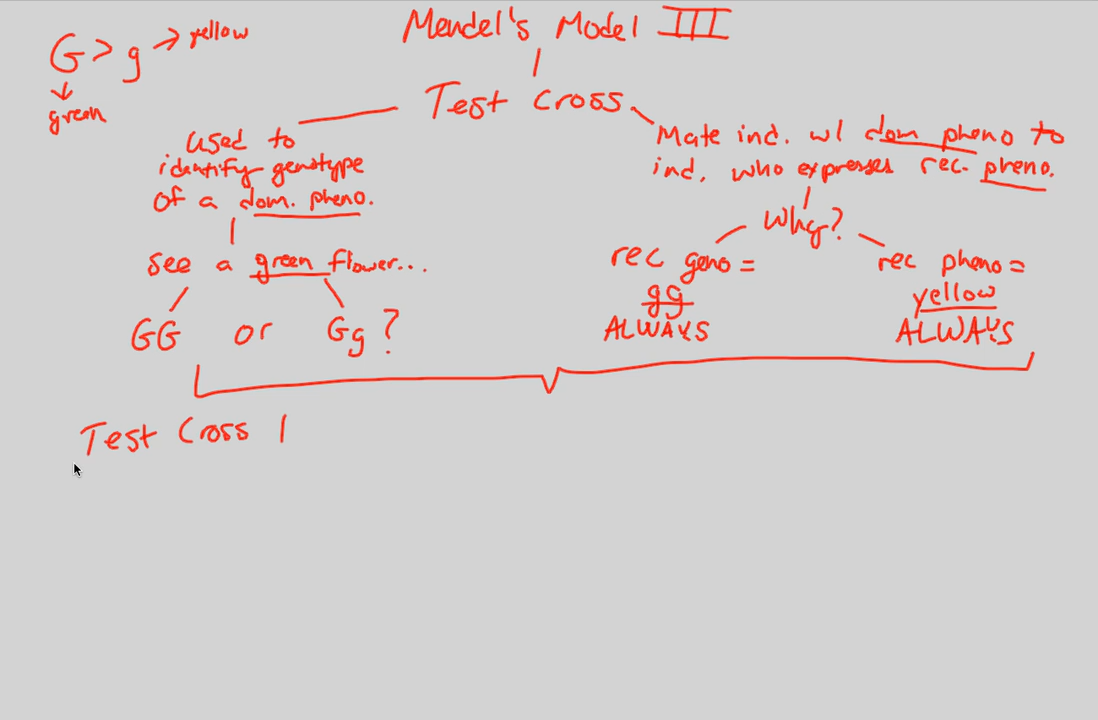 Mendel's Model III
G > g → yellow
↓
green
Test Cross
Used to
identify genotype
of a dom. pheno.
see a green flower...
GG or Gg?
Mate ind. w/ dom pheno to
ind. who expresses rec. pheno.
Why?
rec geno =
gg
ALWAYS
rec pheno =
yellow
ALWAYS
Test Cross 1